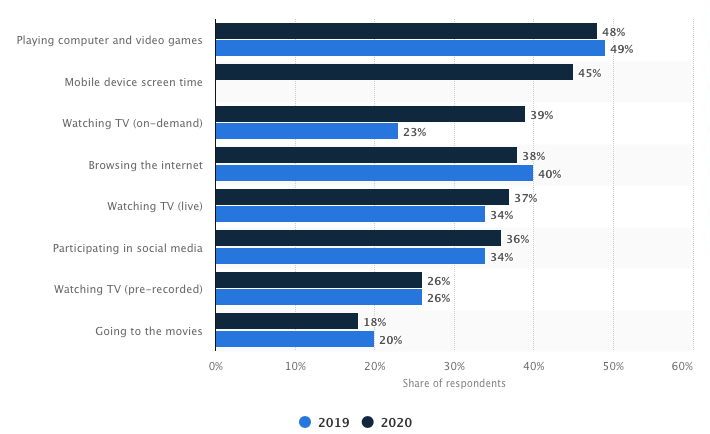 Playing computer and video games
48%
49%
Mobile device screen time
45%
Watching TV (on-demand)
39%
23%
Browsing the internet
38%
40%
Watching TV (live)
37%
34%
Participating in social media
36%
34%
Watching TV (pre-recorded)
26%
26%
Going to the movies
18%
20%
0% 10% 20% 30% 40% 50% 60%
Share of respondents
2019 2020